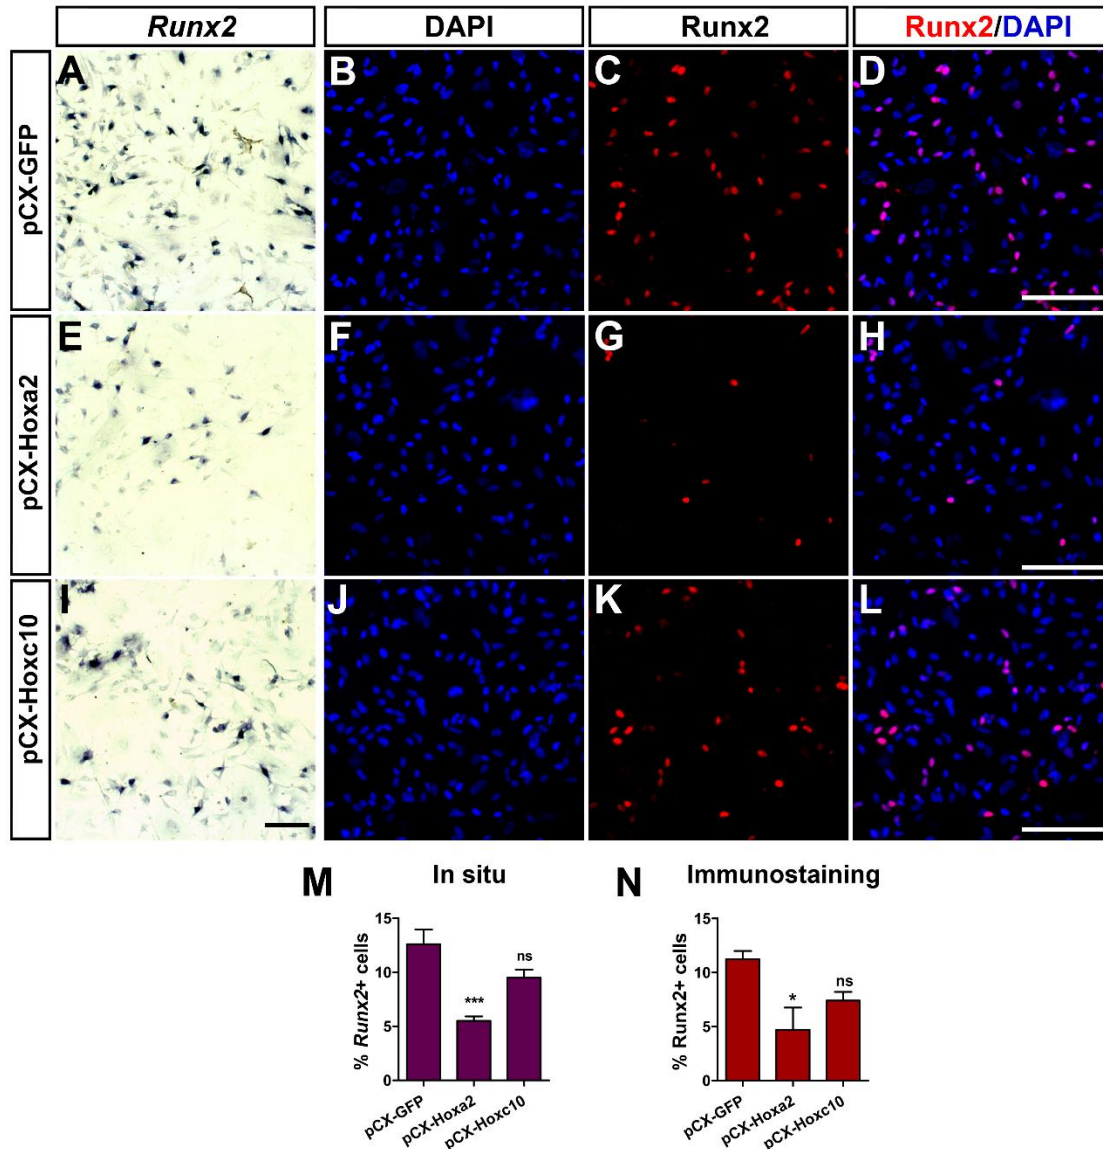 Runx2 DAPI Runx2 Runx2/DAPI
pCX-GFP
A B C D
pCX-Hoxa2
E F G H
pCX-Hoxc10
I J K L
M In situ
% Runx2+ cells
15
10
5
0
***
ns
pCX-GFP
pCX-Hoxa2
pCX-Hoxc10
N Immunostaining
% Runx2+ cells
15
10
5
0
*
ns
pCX-GFP
pCX-Hoxa2
pCX-Hoxc10